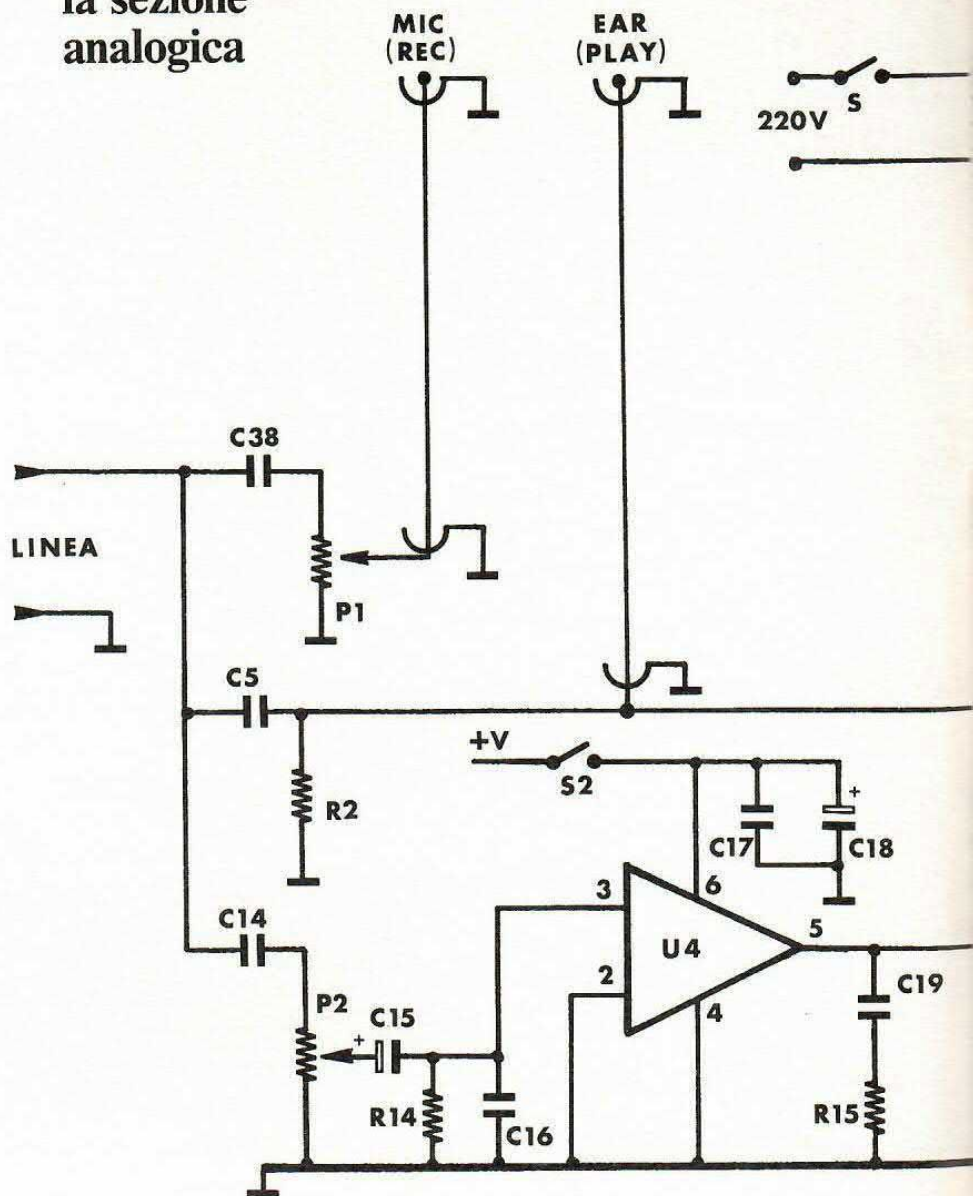 la sezione
analogica
MIC
(REC)
EAR
(PLAY)
S
220V
C38
LINEA
P1
C5
+V
S2
R2
+
C17
C18
3
6
C14
U4
5
2
P2
C15
+
4
C19
R14
C16
R15